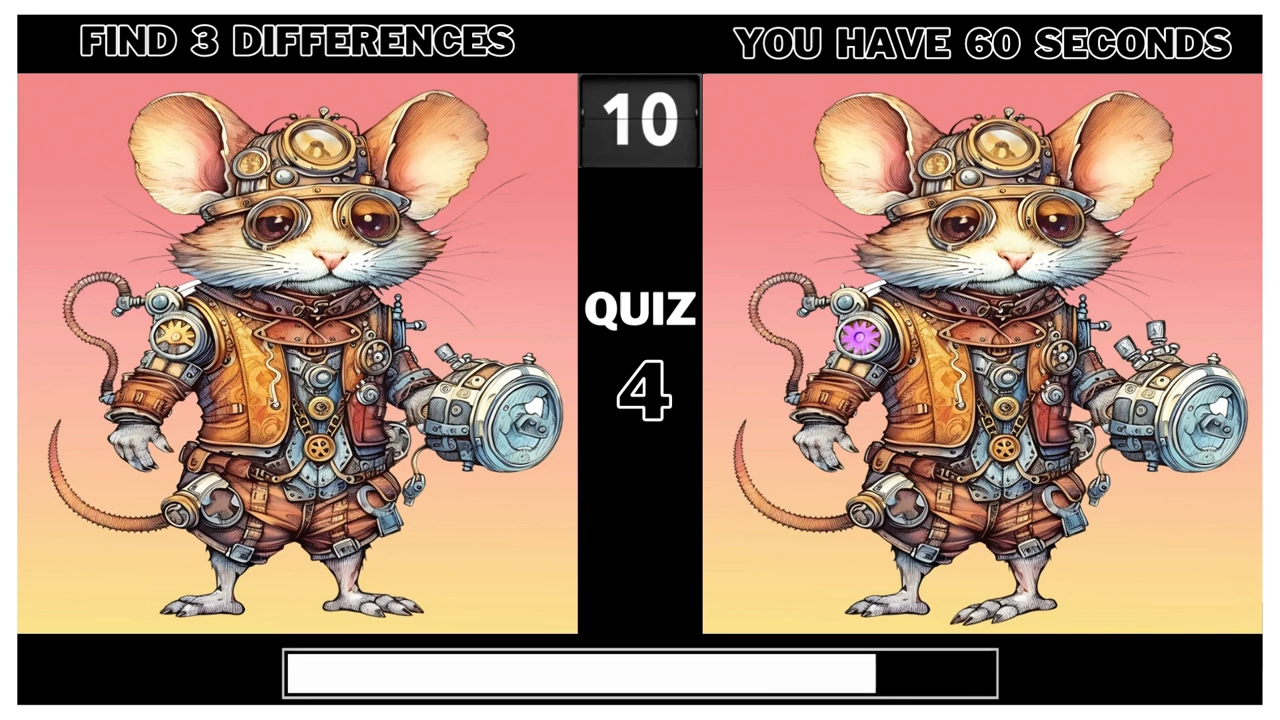 FIND 3 DIFFERENCES
YOU HAVE 60 SECONDS
10
QUIZ
4